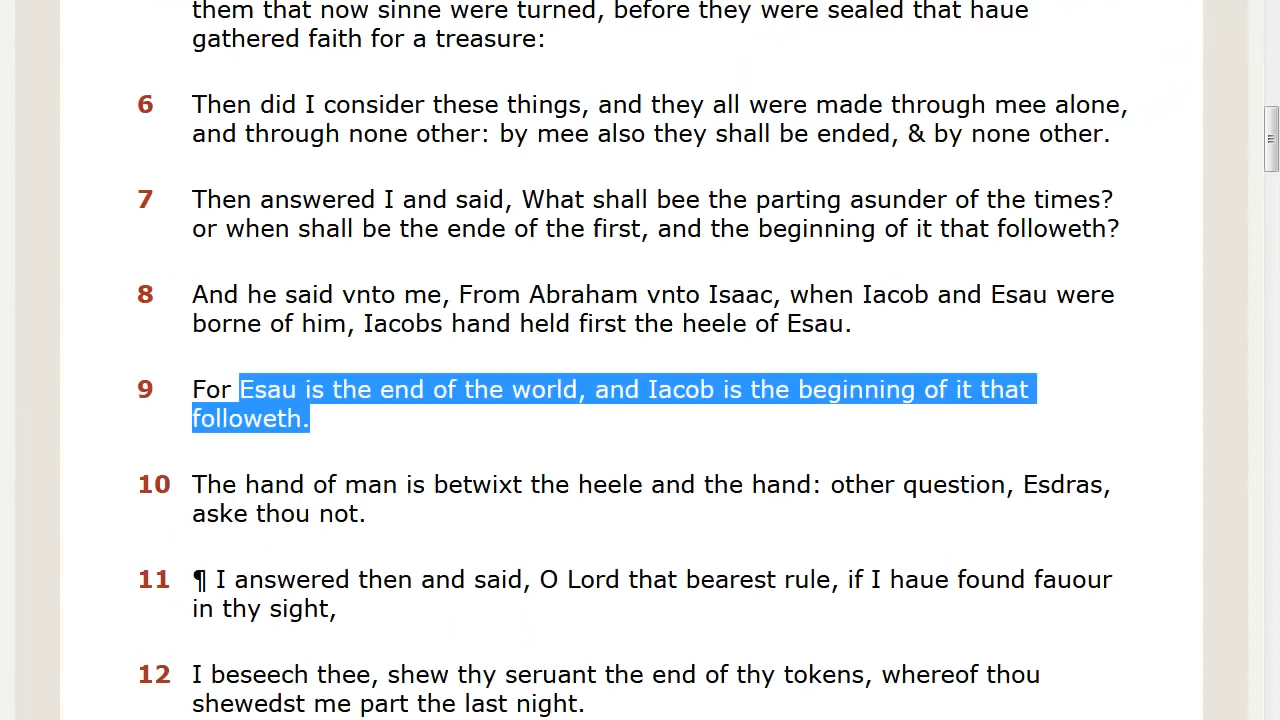 them that now sinne were turned, before they were sealed that haue
gathered faith for a treasure:
6 Then did I consider these things, and they all were made through mee alone,
and through none other: by mee also they shall be ended, & by none other.
7 Then answered I and said, What shall bee the parting asunder of the times?
or when shall be the ende of the first, and the beginning of it that followeth?
8 And he said vnto me, From Abraham vnto Isaac, when Iacob and Esau were
borne of him, Iacobs hand held first the heele of Esau.
9 For Esau is the end of the world, and Iacob is the beginning of it that
followeth.
10 The hand of man is betwixt the heele and the hand: other question, Esdras,
aske thou not.
11 ¶ I answered then and said, O Lord that bearest rule, if I haue found fauour
in thy sight,
12 I beseech thee, shew thy seruant the end of thy tokens, whereof thou
shewedst me part the last night.